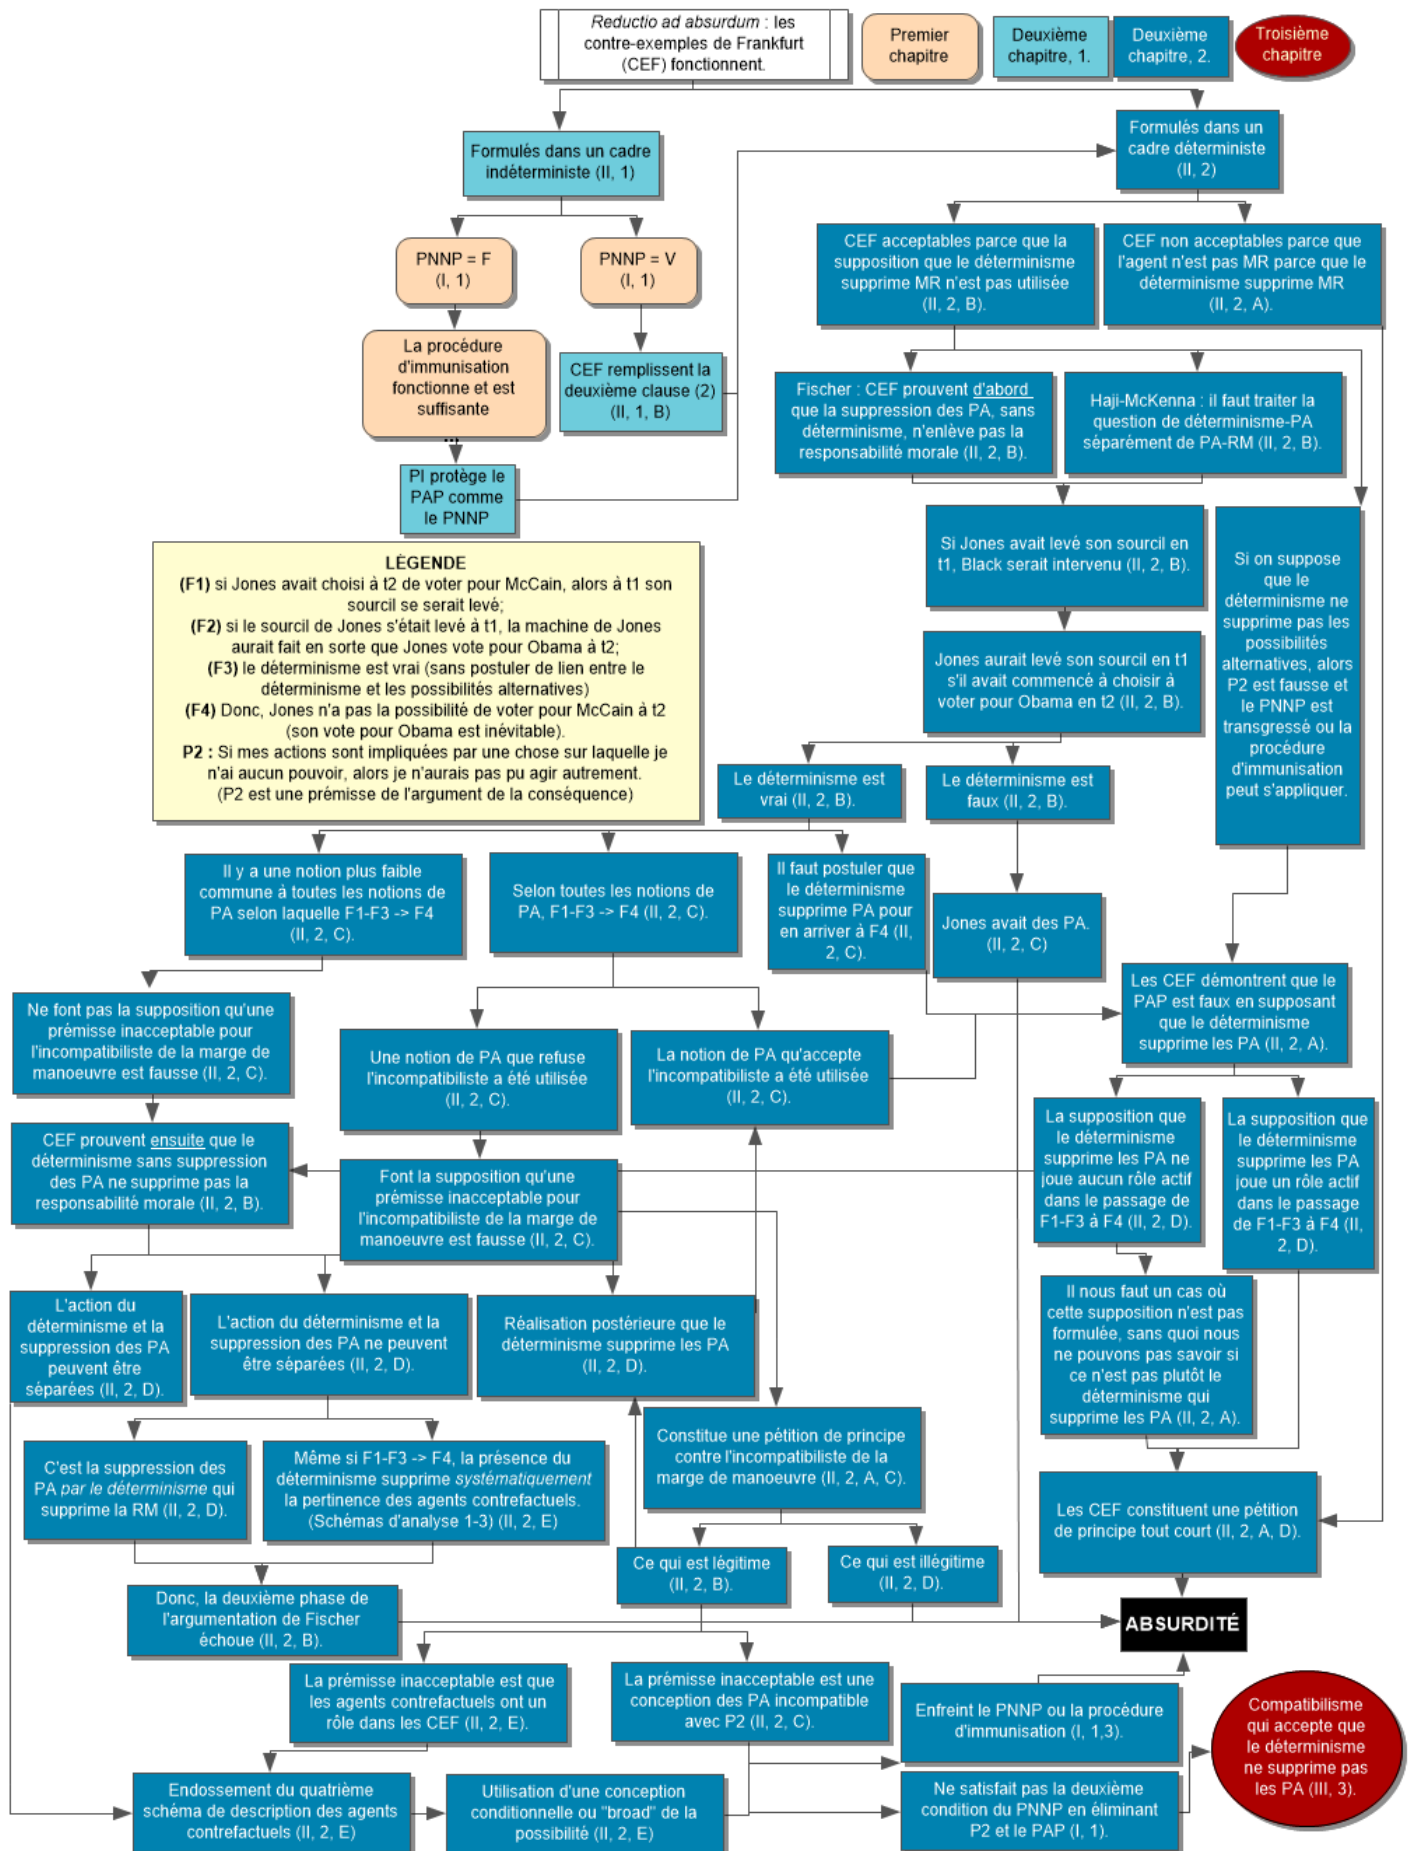 Reductio ad absurdum : les
contre-exemples de Frankfurt
(CEF) fonctionnent.
Premier
chapitre
Deuxième
chapitre, 1.
Deuxième
chapitre, 2.
Troisième
chapitre
Formulés dans un cadre
indéterministe (II, 1)
Formulés dans un
cadre déterministe
(II, 2)
PNNP = F
(I, 1)
PNNP = V
(I, 1)
CEF acceptables parce que la
supposition que le déterminisme
supprime MR n'est pas utilisée
(II, 2, B).
CEF non acceptables parce que
l'agent n'est pas MR parce que le
déterminisme supprime MR
(II, 2, A).
La procédure
d'immunisation
fonctionne et est
suffisante
...
CEF remplissent la
deuxième clause (2)
(II, 1, B)
Fischer : CEF prouvent d'abord
que la suppression des PA, sans
déterminisme, n'enlève pas la
responsabilité morale (II, 2, B).
Haji-McKenna : il faut traiter la
question de déterminisme-PA
séparément de PA-RM (II, 2, B).
PI protège le
PAP comme
le PNNP
Si Jones avait levé son sourcil en
t1, Black serait intervenu (II, 2, B).
Si on suppose
que le
déterminisme ne
supprime pas les
possibilités
alternatives, alors
P2 est fausse et
le PNNP est
transgressé ou la
procédure
d'immunisation
peut s'appliquer.
LÉGENDE
(F1) si Jones avait choisi à t2 de voter pour McCain, alors à t1 son
sourcil se serait levé;
(F2) si le sourcil de Jones s'était levé à t1, la machine de Jones
aurait fait en sorte que Jones vote pour Obama à t2;
(F3) le déterminisme est vrai (sans postuler de lien entre le
déterminisme et les possibilités alternatives)
(F4) Donc, Jones n'a pas la possibilité de voter pour McCain à t2
(son vote pour Obama est inévitable).
P2 : Si mes actions sont impliquées par une chose sur laquelle je
n'ai aucun pouvoir, alors je n'aurais pas pu agir autrement.
(P2 est une prémisse de l'argument de la conséquence)
Jones aurait levé son sourcil en t1
s'il avait commencé à choisir à
voter pour Obama en t2 (II, 2, B).
Le déterminisme est
vrai (II, 2, B).
Le déterminisme est
faux (II, 2, B).
Il y a une notion plus faible
commune à toutes les notions de
PA selon laquelle F1-F3 -> F4
(II, 2, C).
Selon toutes les notions de
PA, F1-F3 -> F4 (II, 2, C).
Il faut postuler que
le déterminisme
supprime PA pour
en arriver à F4 (II,
2, C).
Jones avait des PA.
(II, 2, C)
Les CEF démontrent que le
PAP est faux en supposant
que le déterminisme
supprime les PA (II, 2, A).
Ne font pas la supposition qu'une
prémisse inacceptable pour
l'incompatibiliste de la marge de
manoeuvre est fausse (II, 2, C).
Une notion de PA que refuse
l'incompatibiliste a été utilisée
(II, 2, C).
La notion de PA qu'accepte
l'incompatibiliste a été utilisée
(II, 2, C).
CEF prouvent ensuite que le
déterminisme sans suppression
des PA ne supprime pas la
responsabilité morale (II, 2, B).
Font la supposition qu'une
prémisse inacceptable pour
l'incompatibiliste de la marge de
manoeuvre est fausse (II, 2, C).
La supposition que
le déterminisme
supprime les PA ne
joue aucun rôle actif
dans le passage de
F1-F3 à F4 (II, 2, D).
La supposition que
le déterminisme
supprime les PA
joue un rôle actif
dans le passage
de F1-F3 à F4 (II,
2, D).
L'action du
déterminisme et la
suppression des PA
peuvent être
séparées (II, 2, D).
L'action du déterminisme et la
suppression des PA ne peuvent
être séparées (II, 2, D).
Réalisation postérieure que le
déterminisme supprime les PA
(II, 2, D).
Il nous faut un cas où
cette supposition n'est pas
formulée, sans quoi nous
ne pouvons pas savoir si
ce n'est pas plutôt le
déterminisme qui
supprime les PA (II, 2, A).
C'est la suppression des
PA par le déterminisme qui
supprime la RM (II, 2, D).
Même si F1-F3 -> F4, la présence du
déterminisme supprime systématiquement
la pertinence des agents contrefactuels.
(Schémas d'analyse 1-3) (II, 2, E)
Constitue une pétition de principe
contre l'incompatibiliste de la
marge de manoeuvre (II, 2, A, C).
Les CEF constituent une pétition
de principe tout court (II, 2, A, D).
Ce qui est légitime
(II, 2, B).
Ce qui est illégitime
(II, 2, D).
Donc, la deuxième phase de
l'argumentation de Fischer
échoue (II, 2, B).
ABSURDITÉ
La prémisse inacceptable est que
les agents contrefactuels ont un
rôle dans les CEF (II, 2, E).
La prémisse inacceptable est une
conception des PA incompatible
avec P2 (II, 2, C).
Enfreint le PNNP ou la procédure
d'immunisation (I, 1,3).
Compatibilisme
qui accepte que
le déterminisme
ne supprime pas
les PA (III, 3).
Endossement du quatrième
schéma de description des agents
contrefactuels (II, 2, E)
Utilisation d'une conception
conditionnelle ou "broad" de la
possibilité (II, 2, E)
Ne satisfait pas la deuxième
condition du PNNP en éliminant
P2 et le PAP (I, 1).